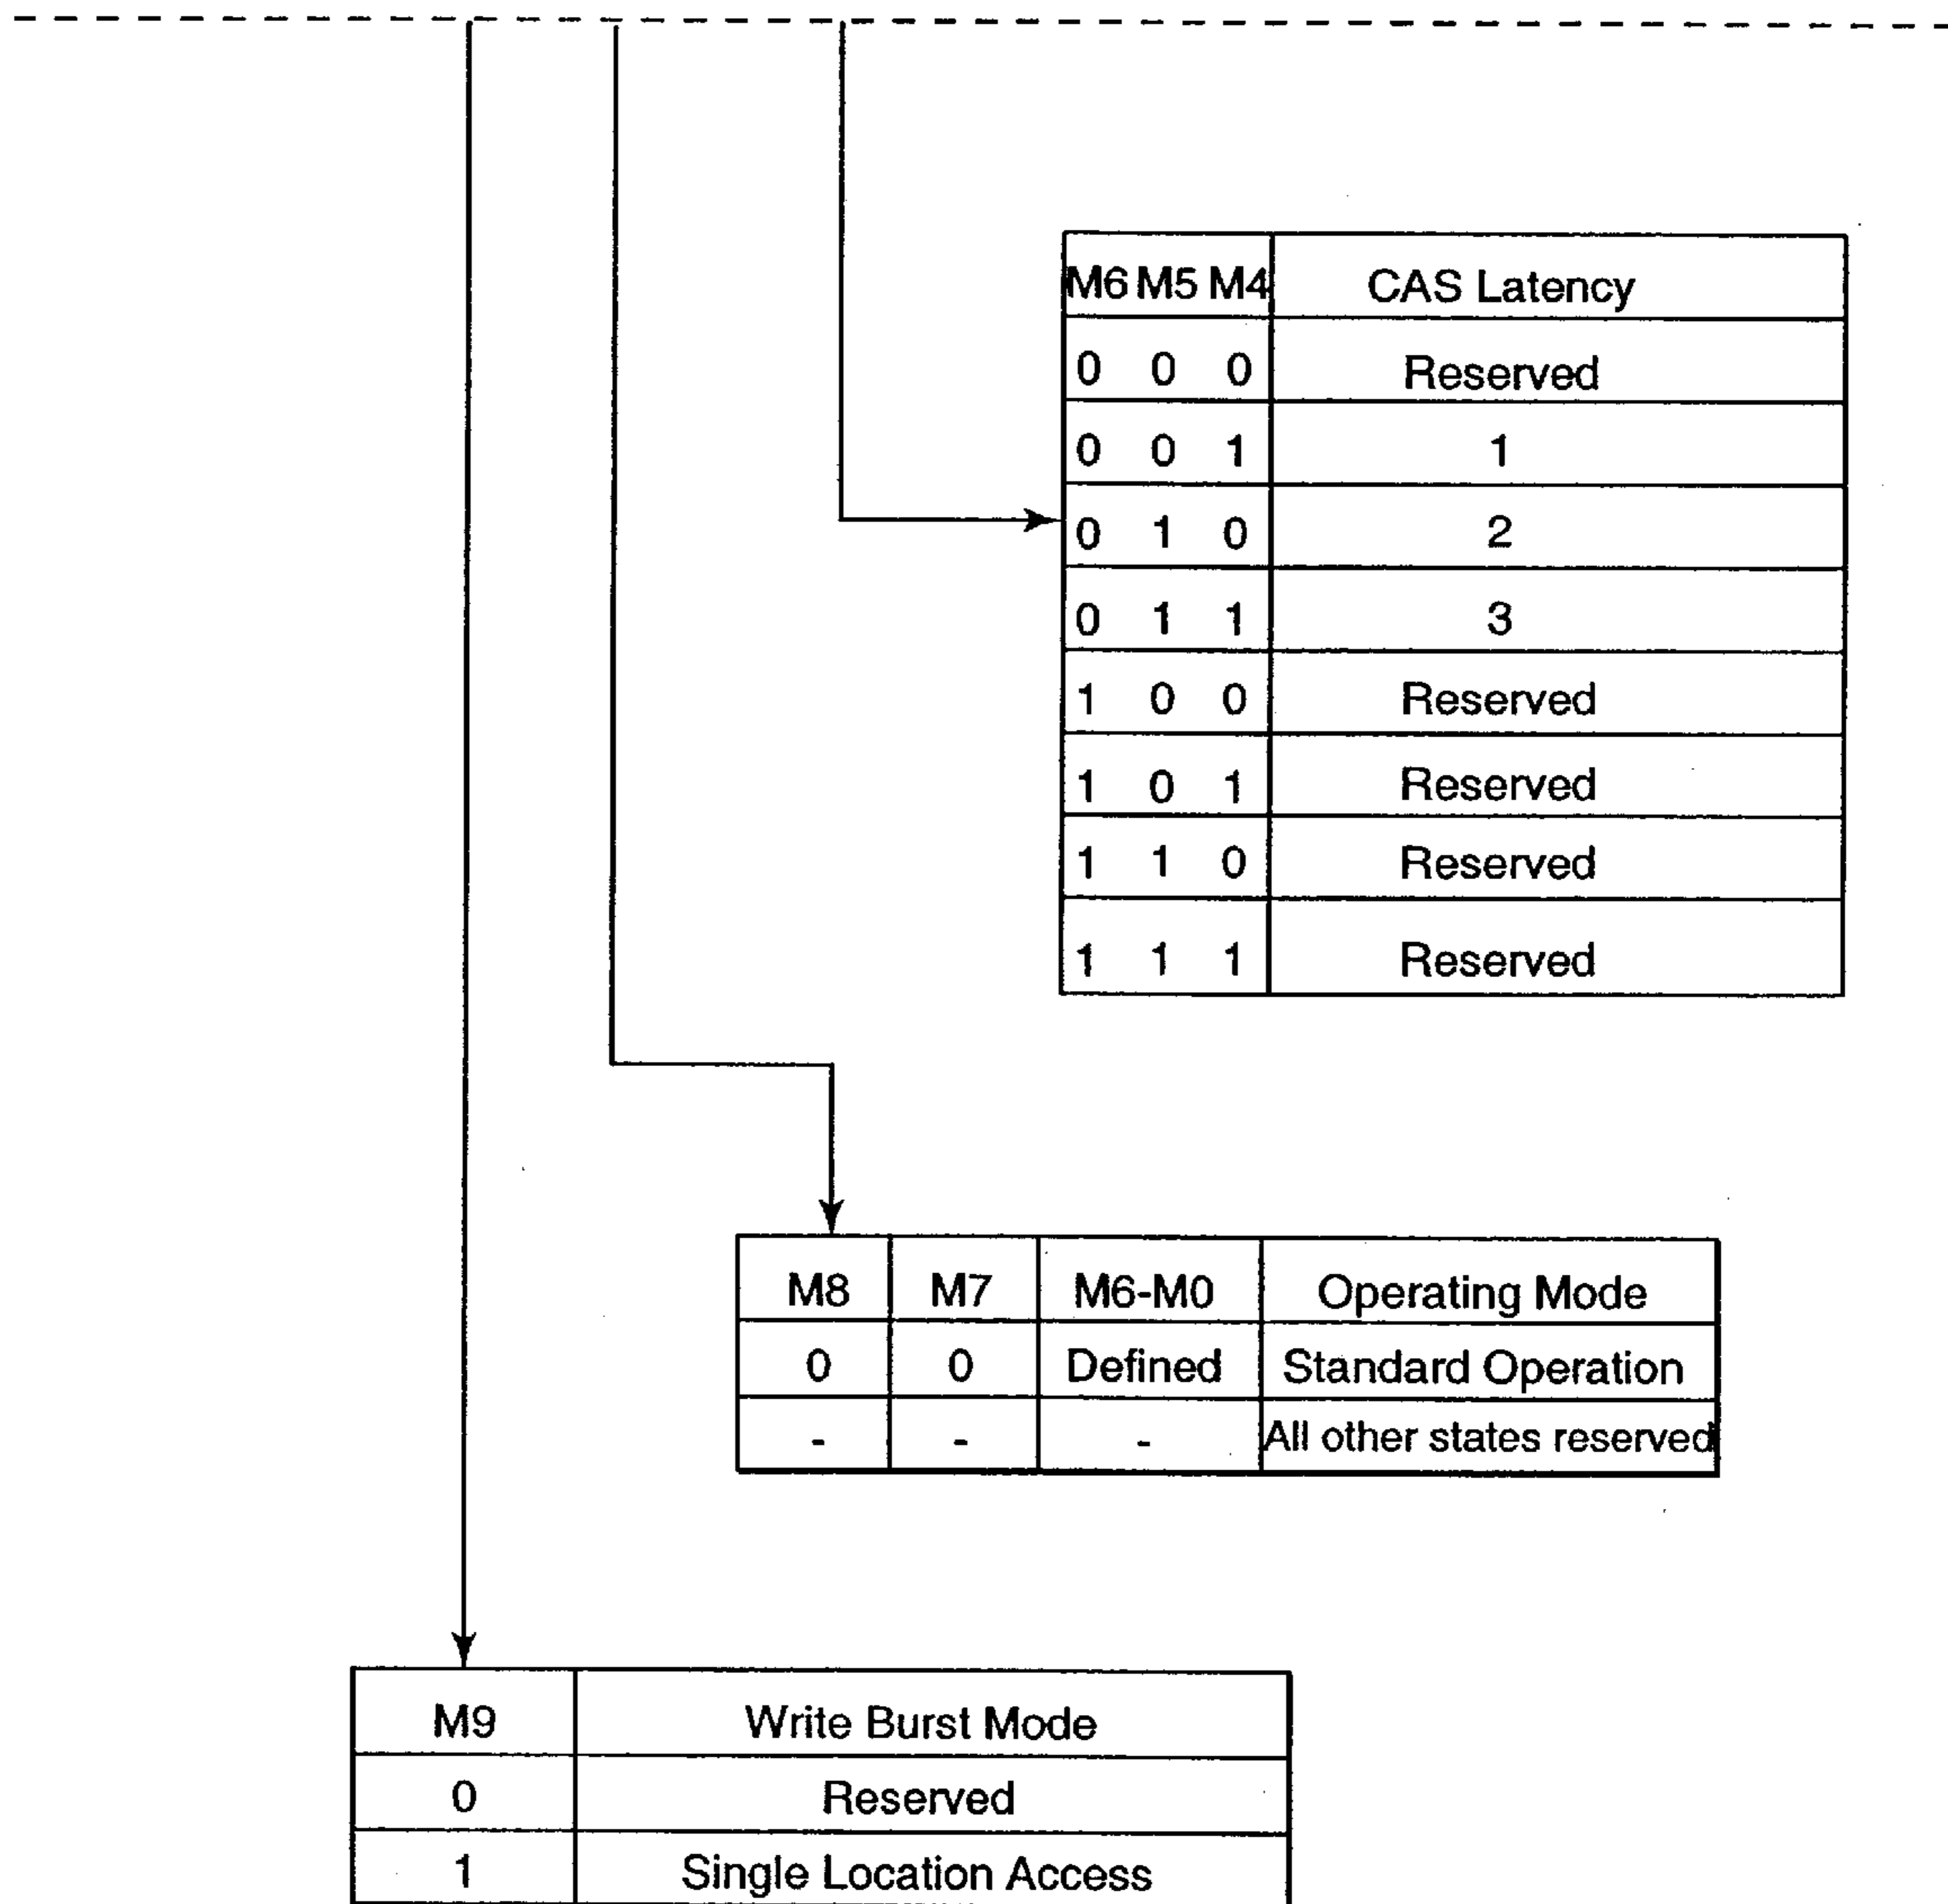 M6 M5 M4 CAS Latency
0 0 0 Reserved
0 0 1 1
0 1 0 2
0 1 1 3
1 0 0 Reserved
1 0 1 Reserved
1 1 0 Reserved
1 1 1 Reserved
M8 M7 M6-M0 Operating Mode
0 0 Defined Standard Operation
- - - All other states reserved
M9 Write Burst Mode
0 Reserved
1 Single Location Access